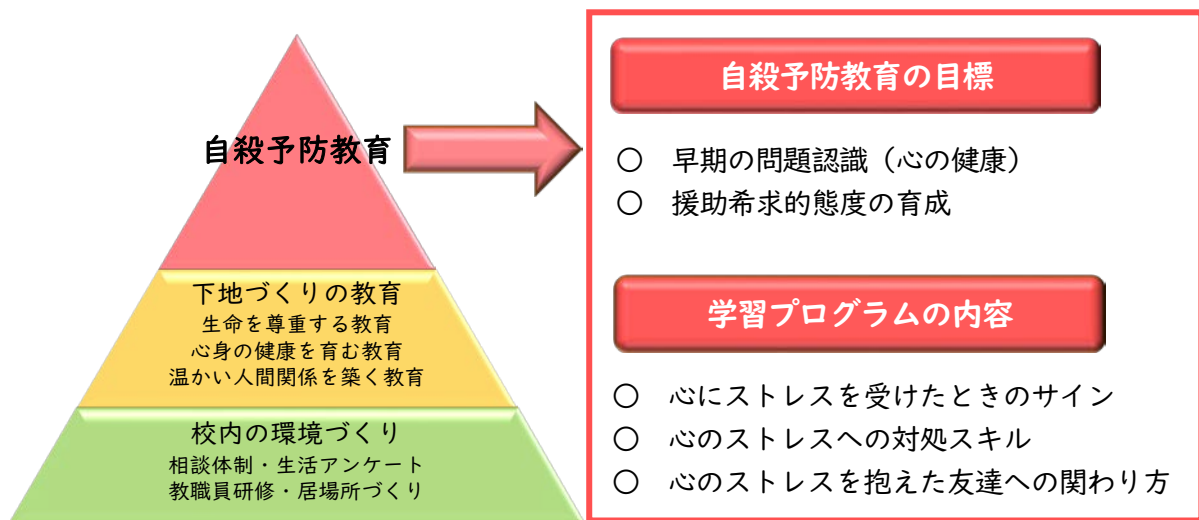 自殺予防教育
下地づくりの教育
生命を尊重する教育
心身の健康を育む教育
温かい人間関係を築く教育
校内の環境づくり
相談体制・生活アンケート
教職員研修・居場所づくり
自殺予防教育の目標
○　早期の問題認識（心の健康）
○　援助希求的態度の育成
学習プログラムの内容
○　心にストレスを受けたときのサイン
○　心のストレスへの対処スキル
○　心のストレスを抱えた友達への関わり方